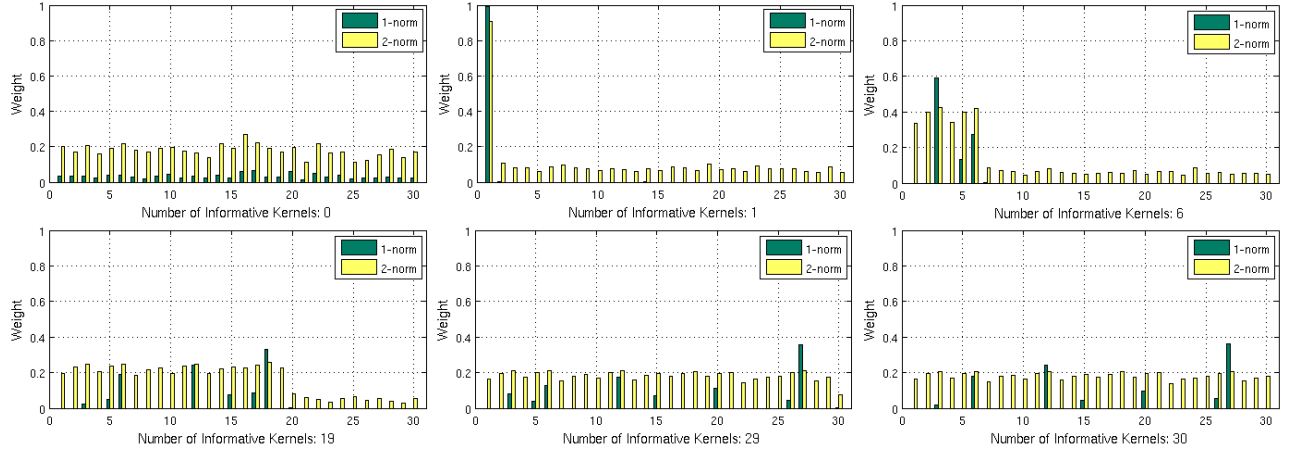 1
0.8
0.6
0.4
0.2
0
Weight
1-norm
2-norm
0 5 10 15 20 25 30
Number of Informative Kernels: 0
1
0.8
0.6
0.4
0.2
0
Weight
1-norm
2-norm
0 5 10 15 20 25 30
Number of Informative Kernels: 1
1
0.8
0.6
0.4
0.2
0
Weight
1-norm
2-norm
0 5 10 15 20 25 30
Number of Informative Kernels: 6
1
0.8
0.6
0.4
0.2
0
Weight
1-norm
2-norm
0 5 10 15 20 25 30
Number of Informative Kernels: 19
1
0.8
0.6
0.4
0.2
0
Weight
1-norm
2-norm
0 5 10 15 20 25 30
Number of Informative Kernels: 29
1
0.8
0.6
0.4
0.2
0
Weight
1-norm
2-norm
0 5 10 15 20 25 30
Number of Informative Kernels: 30